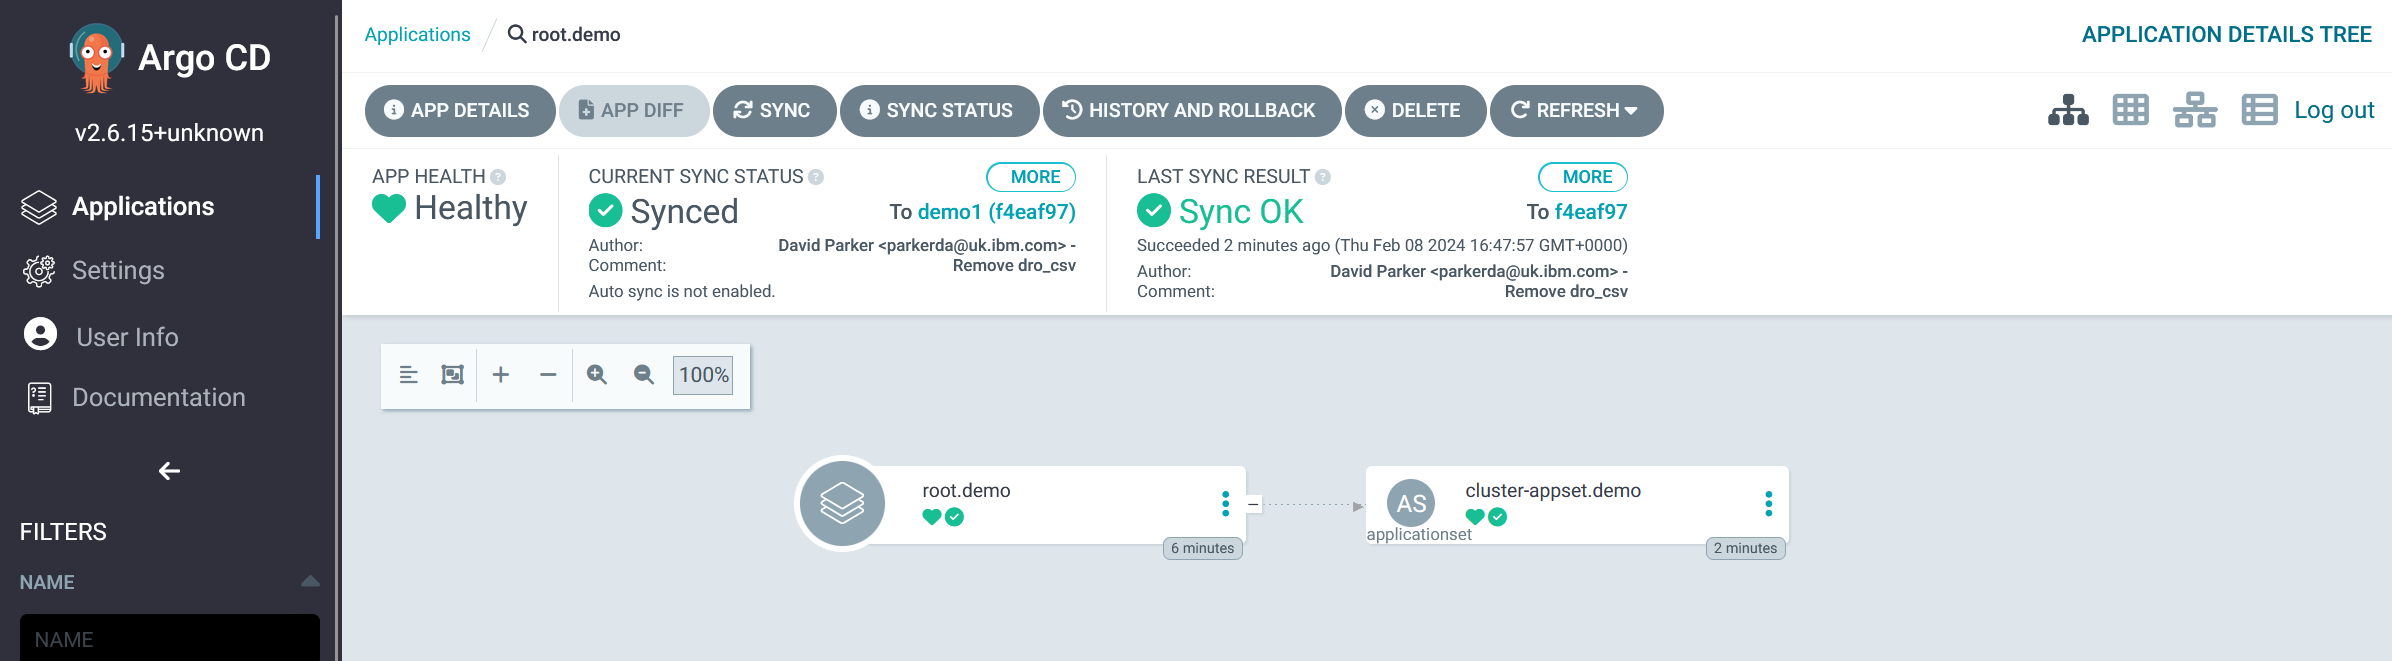 Argo CD
v2.6.15+unknown
Applications
Settings
User Info
Documentation
FILTERS
NAME
NAME
Applications root.demo
APPLICATION DETAILS TREE
APP DETAILS APP DIFF SYNC SYNC STATUS HISTORY AND ROLLBACK DELETE REFRESH
Log out
APP HEALTH
Healthy
CURRENT SYNC STATUS MORE
Synced To demo1 (f4eaf97)
Author: David Parker <parkerda@uk.ibm.com> -
Comment: Remove dro_csv
Auto sync is not enabled.
LAST SYNC RESULT MORE
Sync OK To f4eaf97
Succeeded 2 minutes ago (Thu Feb 08 2024 16:47:57 GMT+0000)
Author: David Parker <parkerda@uk.ibm.com> -
Comment: Remove dro_csv
100%
root.demo
6 minutes
AS
applicationset
cluster-appset.demo
2 minutes